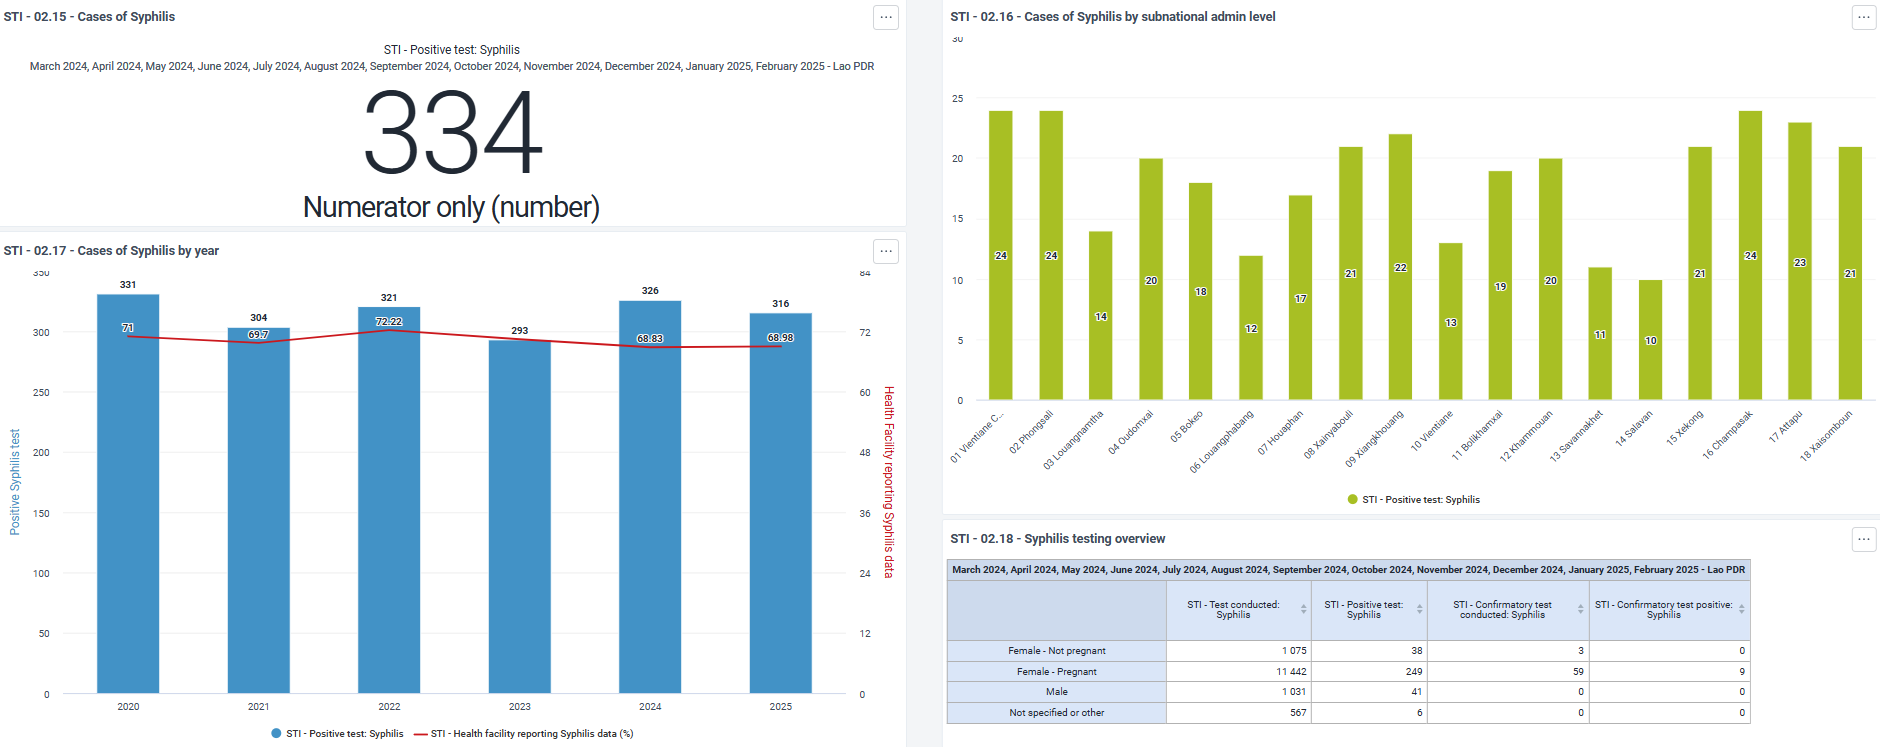 STI - 02.15 - Cases of Syphilis
STI - Positive test: Syphilis
March 2024, April 2024, May 2024, June 2024, July 2024, August 2024, September 2024, October 2024, November 2024, December 2024, January 2025, February 2025 - Lao PDR
334
Numerator only (number)
STI - 02.17 - Cases of Syphilis by year
350
300
250
200
150
100
50
0
Positive Syphilis test
84
72
60
48
36
24
12
0
Health Facility reporting Syphilis data
331
304
321
293
326
316
71
69.7
72.22
68.83
68.98
2020
2021
2022
2023
2024
2025
STI - Positive test: Syphilis
STI - Health facility reporting Syphilis data (%)
STI - 02.16 - Cases of Syphilis by subnational admin level
30
25
20
15
10
5
0
24
24
14
20
18
12
17
21
22
13
19
20
11
10
21
24
23
21
01 Vientiane C...
02 Phongsali
03 Louangnamtha
04 Oudomxai
05 Bokeo
06 Louangphabang
07 Houaphan
08 Xainyabouli
09 Xiangkhouang
10 Vientiane
11 Bolikhamxai
12 Khammouan
13 Savannakhet
14 Salavan
15 Xekong
16 Champasak
17 Attapu
18 Xaisomboun
STI - Positive test: Syphilis
STI - 02.18 - Syphilis testing overview
March 2024, April 2024, May 2024, June 2024, July 2024, August 2024, September 2024, October 2024, November 2024, December 2024, January 2025, February 2025 - Lao PDR
STI - Test conducted:
Syphilis
STI - Positive test:
Syphilis
STI - Confirmatory test
conducted: Syphilis
STI - Confirmatory test positive:
Syphilis
Female - Not pregnant 1 075 38 3 0
Female - Pregnant 11 442 249 59 9
Male 1 031 41 0 0
Not specified or other 567 6 0 0